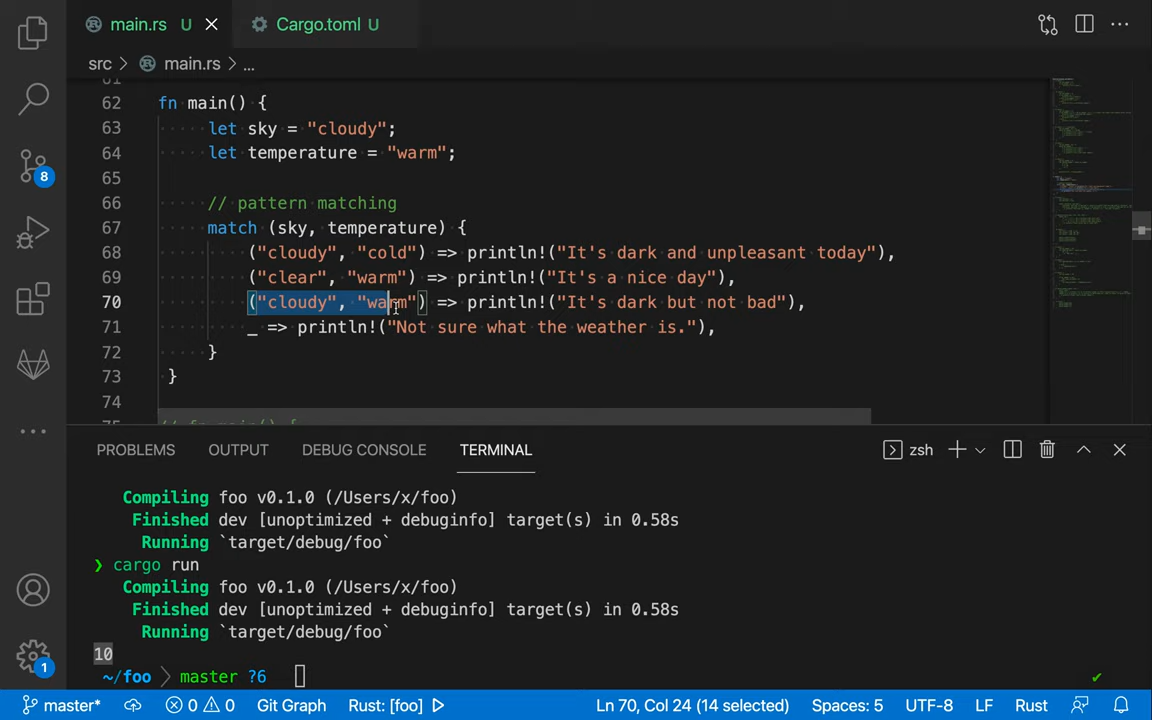 main.rs U
Cargo.toml U
src main.rs ...
61
62 fn main() {
63 let sky = "cloudy";
64 let temperature = "warm";
65
66 // pattern matching
67 match (sky, temperature) {
68 ("cloudy", "cold") => println!("It's dark and unpleasant today"),
69 ("clear", "warm") => println!("It's a nice day"),
70 ("cloudy", "warm") => println!("It's dark but not bad"),
71 _ => println!("Not sure what the weather is."),
72 }
73 }
74
75 // fn main() {
8
PROBLEMS OUTPUT DEBUG CONSOLE TERMINAL zsh
Compiling foo v0.1.0 (/Users/x/foo)
Finished dev [unoptimized + debuginfo] target(s) in 0.58s
Running `target/debug/foo`
❯ cargo run
Compiling foo v0.1.0 (/Users/x/foo)
Finished dev [unoptimized + debuginfo] target(s) in 0.58s
Running `target/debug/foo`
10
~/foo master ?6
1
master* 0 0 Git Graph Rust: [foo] Ln 70, Col 24 (14 selected) Spaces: 5 UTF-8 LF Rust